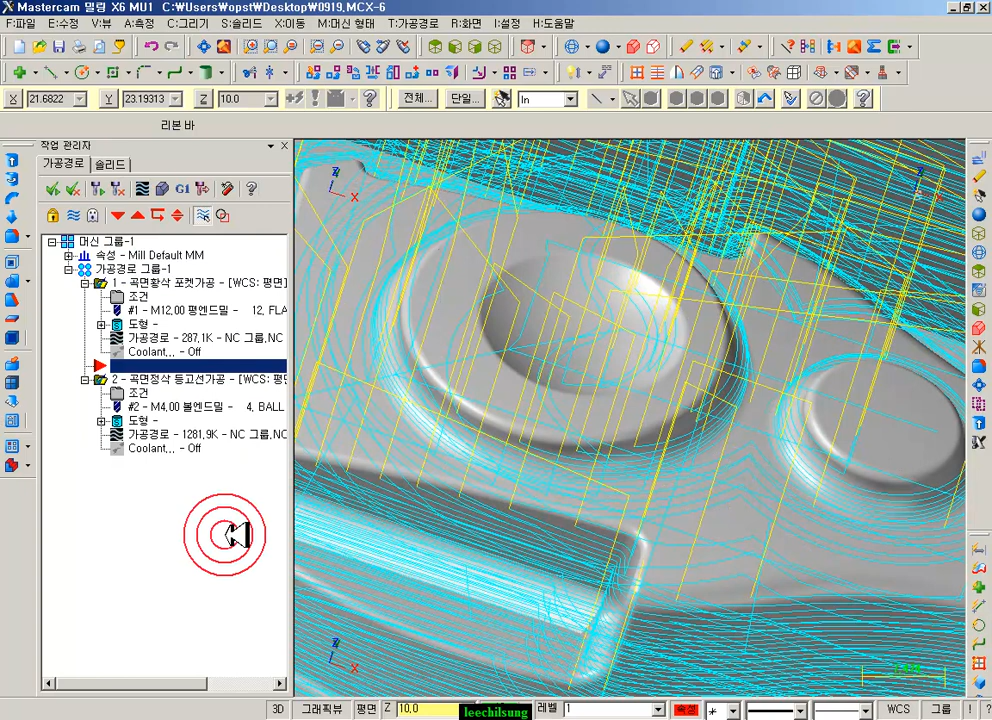 Mastercam 밀링 X6 MU1 C:\Users\opst\Desktop\0919.MCX-6
F:파일 E:수정 V:뷰 A:측정 C:그리기 S:솔리드 X:이동 M:머신 형태 T:가공경로 R:화면 I:설정 H:도움말
G1
X 21.6822 Y 23.19313 Z 10.0 전체... 단일... In
리본 바
작업 관리자
가공경로 솔리드
G1
머신 그룹-1
속성 - Mill Default MM
가공경로 그룹-1
1 - 곡면황삭 포켓가공 - [WCS: 평면]
조건
#1 - M12.00 평엔드밀 - 12, FLA
도형 -
가공경로 - 287.1K - NC 그룹.NC
Coolant... - Off
2 - 곡면정삭 등고선가공 - [WCS: 평면
조건
#2 - M4.00 볼엔드밀 - 4, BALL
도형 -
가공경로 - 1281.9K - NC 그룹.NC
Coolant... - Off
Z X
Z
Z X
3D 그래픽뷰 평면 Z 10.0 leechilsung 레벨 1 속성 WCS 그룹 ! ?